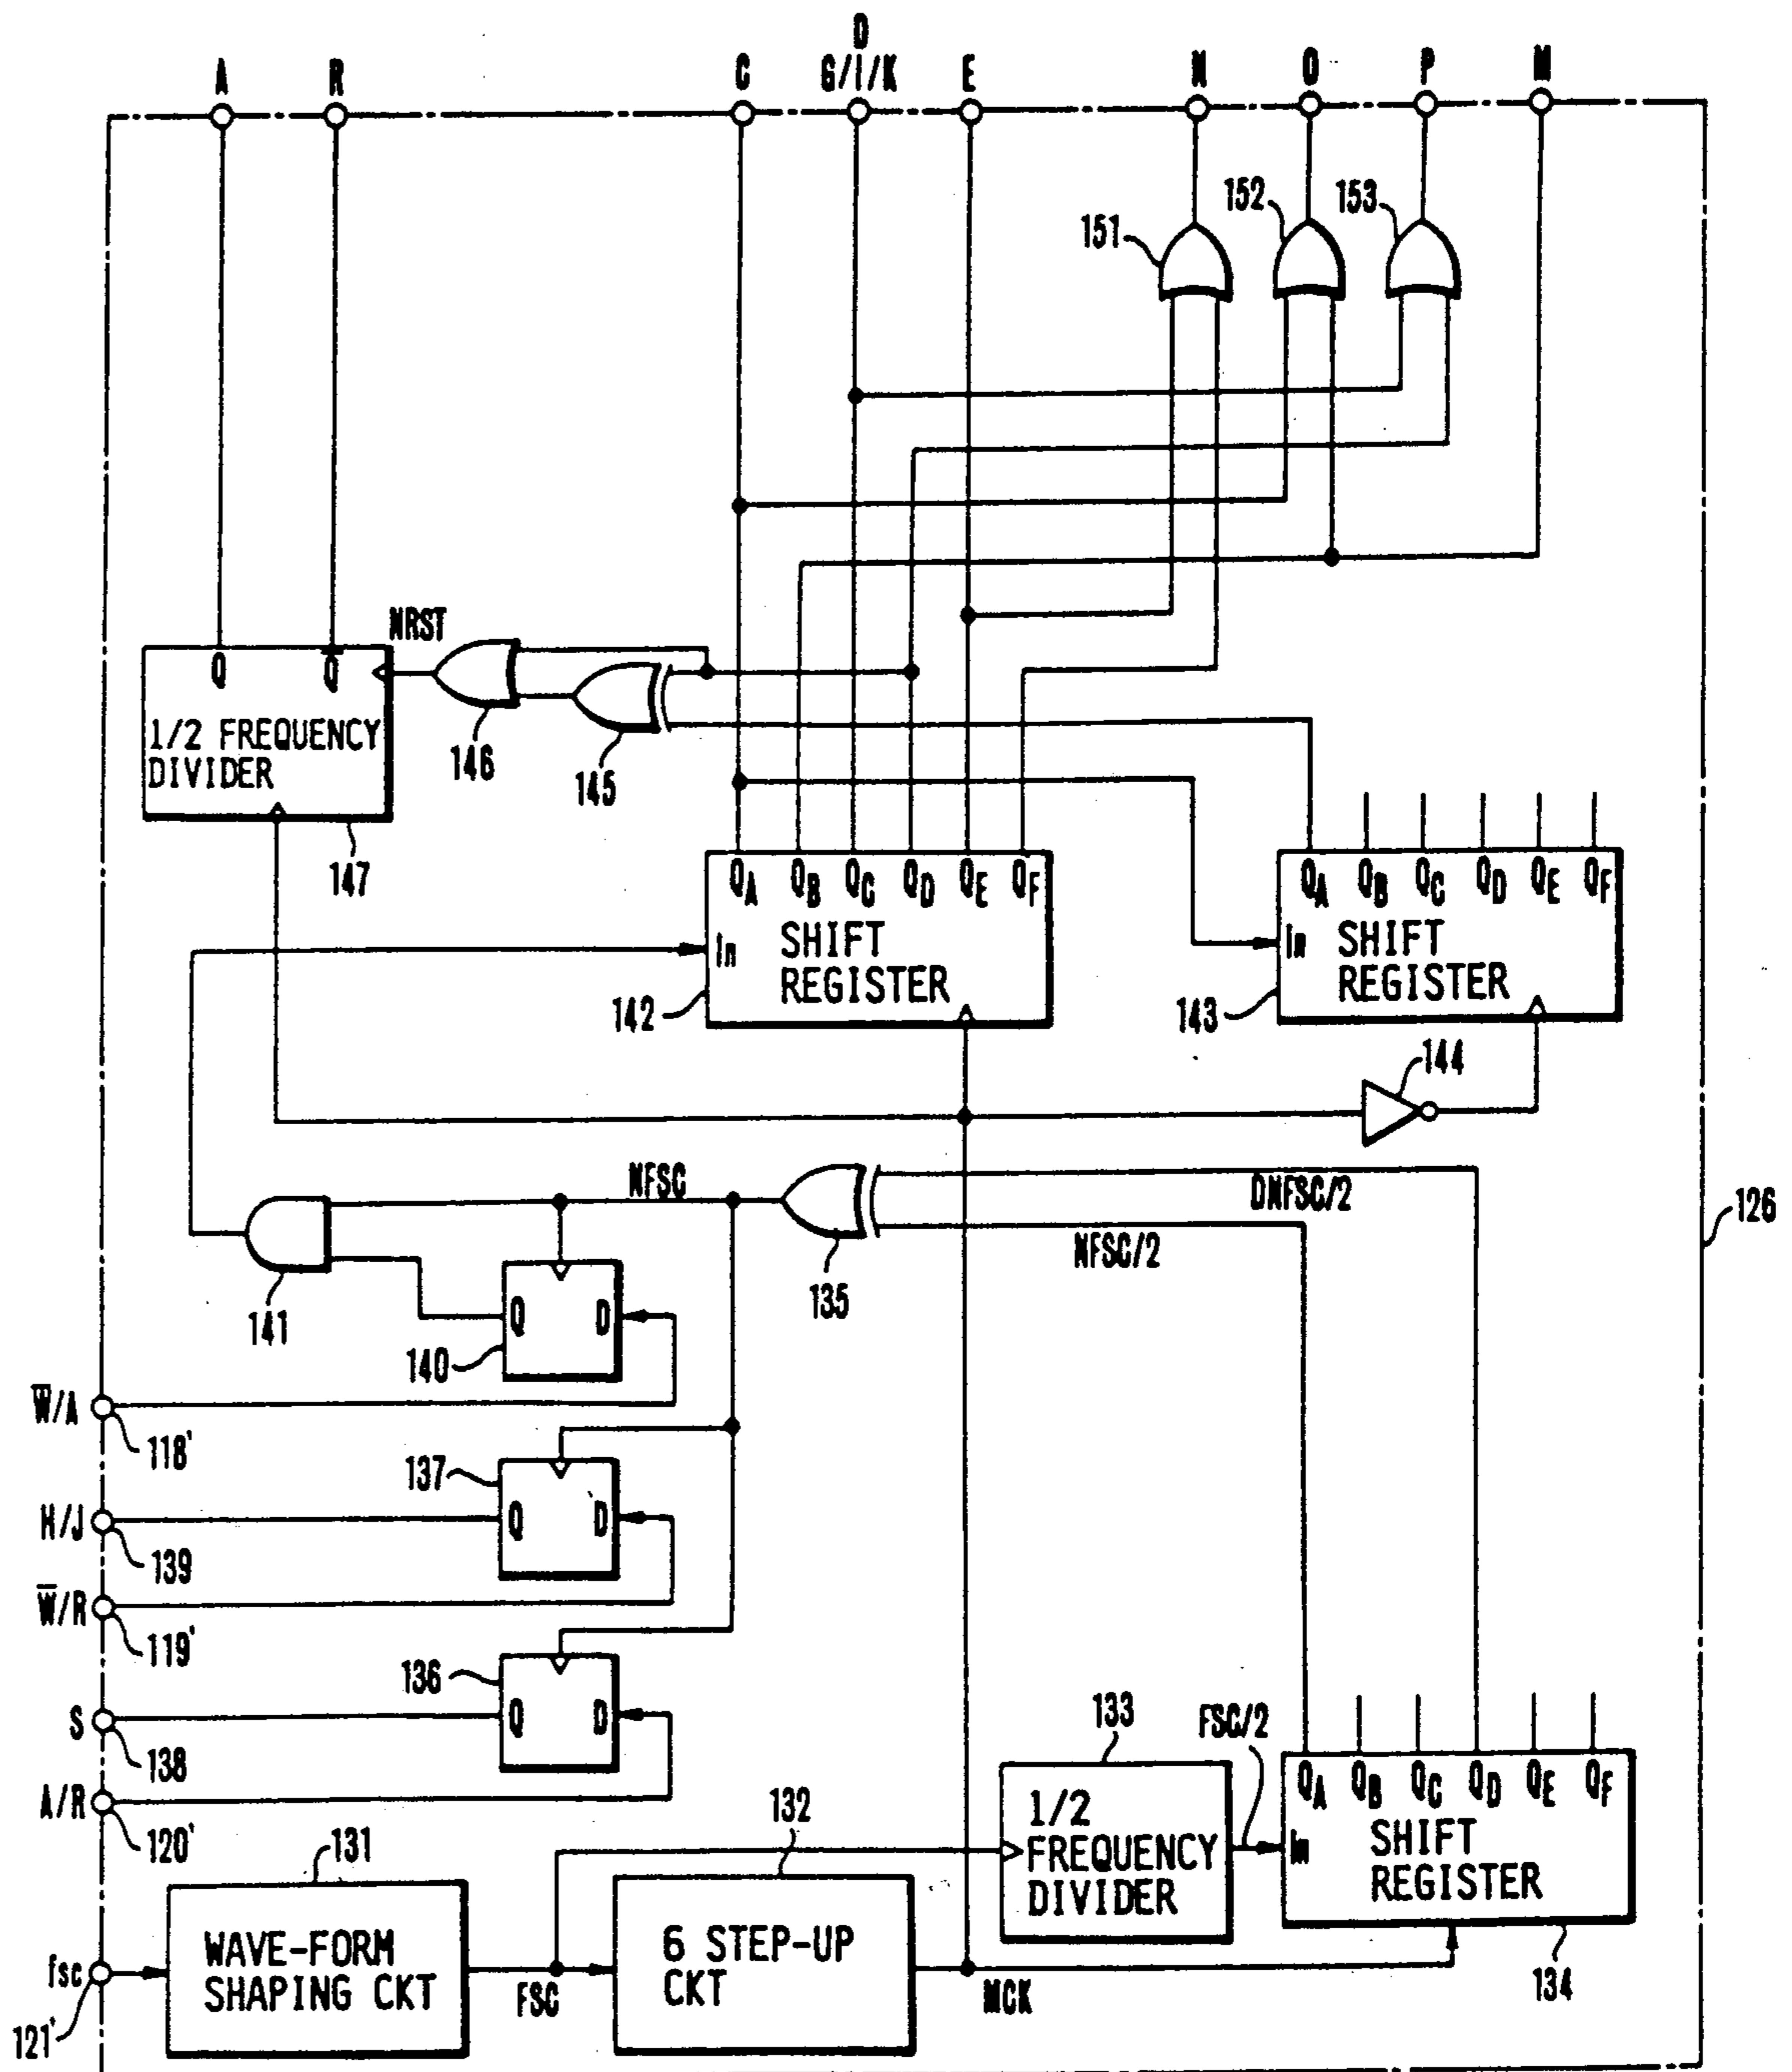 D
A R C G/I/K E N O P M
152 153
151
NRST
Q Q̅
1/2 FREQUENCY
DIVIDER
146 145
147
QA QB QC QD QE QF
In SHIFT
REGISTER
142
QA QB QC QD QE QF
In SHIFT
REGISTER
143
144
NFSC
DNFSC/2
NFSC/2
135
126
141
Q D
140
W̅/A
118'
137
Q D
H/J
139
W̅/R
119'
136
Q D
S
138
A/R
120'
133
FSC/2
1/2
FREQUENCY
DIVIDER
QA QB QC QD QE QF
In SHIFT
REGISTER
134
131
132
fsc
121'
WAVE-FORM
SHAPING CKT
FSC
6 STEP-UP
CKT
MCK